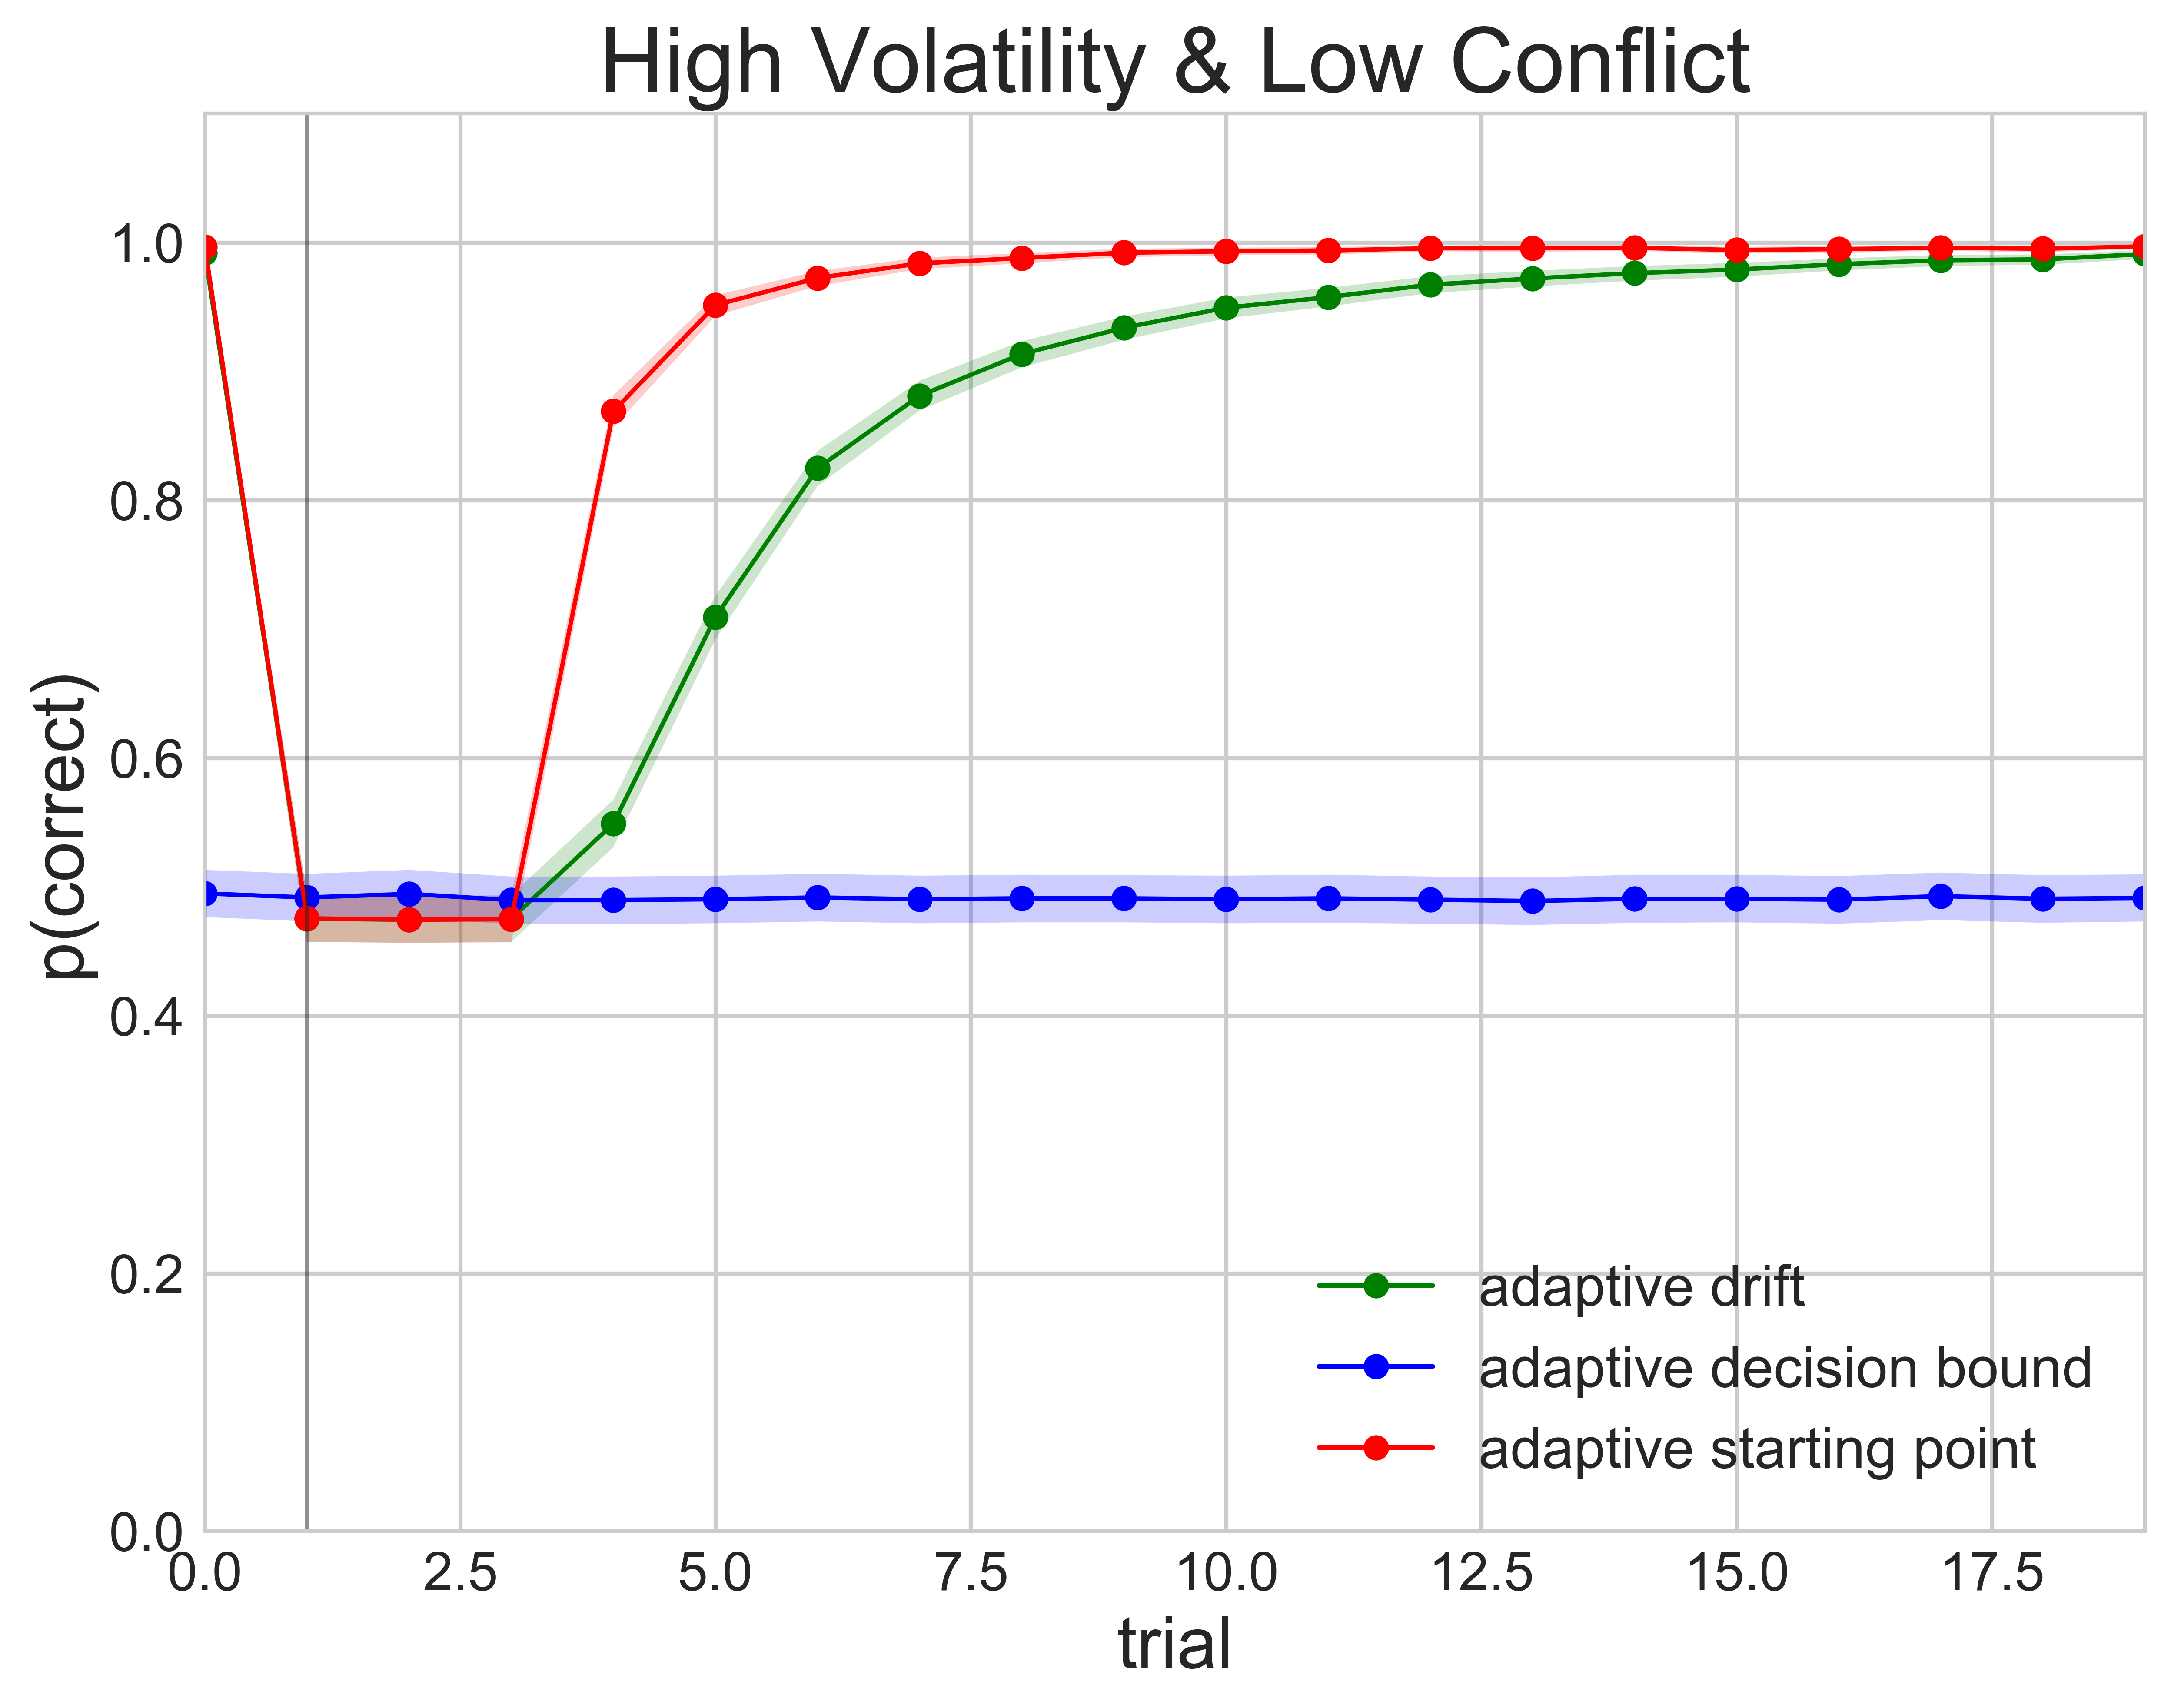 High Volatility & Low Conflict
p(correct)
1.0
0.8
0.6
0.4
0.2
0.0
0.0 2.5 5.0 7.5 10.0 12.5 15.0 17.5
trial
adaptive drift
adaptive decision bound
adaptive starting point